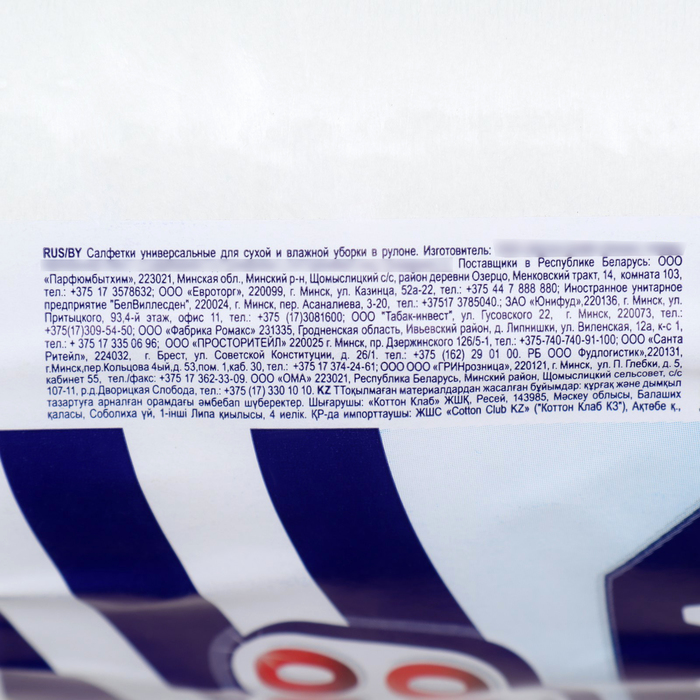 RUS/BY Салфетки универсальные для сухой и влажной уборки в рулоне. Изготовитель:
Поставщики в Республике Беларусь: ООО
«Парфюмбытхим», 223021, Минская обл., Минский р-н, Щомыслицкий с/с, район деревни Озерцо, Менковский тракт, 14, комната 103,
тел.: +375 17 3578632; ООО «Евроторг», 220099, г. Минск, ул. Казинца, 52а-22, тел.: +375 44 7 888 880; Иностранное унитарное
предприятие "БелВиллесден", 220024, г. Минск, пер. Асаналиева, 3-20, тел.: +37517 3785040.; ЗАО «Юнифуд»,220136, г. Минск, ул.
Притыцкого, 93,4-й этаж, офис 11, тел.: +375 (17)3081600; ООО "Табак-инвест", ул. Гусовского 22, г. Минск, 220073, тел.:
+375(17)309-54-50; ООО «Фабрика Ромакс» 231335, Гродненская область, Ивьевский район, д. Липнишки, ул. Виленская, 12а, к-с 1,
тел.: + 375 17 335 06 96; ООО «ПРОСТОРИТЕЙЛ» 220025 г. Минск, пр. Дзержинского 126/5-1, тел.: +375-740-740-91-100; ООО «Санта
Ритейл», 224032, г. Брест, ул. Советской Конституции, д. 26/1. тел.: +375 (162) 29 01 00. РБ ООО Фудлогистик»,220131,
г.Минск,пер.Кольцова 4ый,д.53,пом.1,каб.30, тел.: +375 17 374-24-61; ООО ООО «ГРИНрозница», 220121, г. Минск, ул. П. Глебки, д. 5,
кабинет 55, тел./факс: +375 17 362-33-09. ООО «ОМА» 223021, Республика Беларусь, Минский район, Щомыслицкий сельсовет, с/с
107-11, р.д.Дворицкая Слобода, тел.: +375 (17) 330 10 10. KZ ТТоқылмаған материалдардан жасалған бұйымдар: құрғақ және дымқыл
тазартуға арналған орамдағы әмбебап шүберектер. Шығарушы: «Коттон Клаб» ЖШҚ, Ресей, 143985, Мәскеу облысы, Балаших
қаласы, Соболиха үй, 1-інші Липа қиылысы, 4 иелік. ҚР-да импорттаушы: ЖШС «Cotton Club KZ» ("Коттон Клаб КЗ"), Ақтөбе қ.,